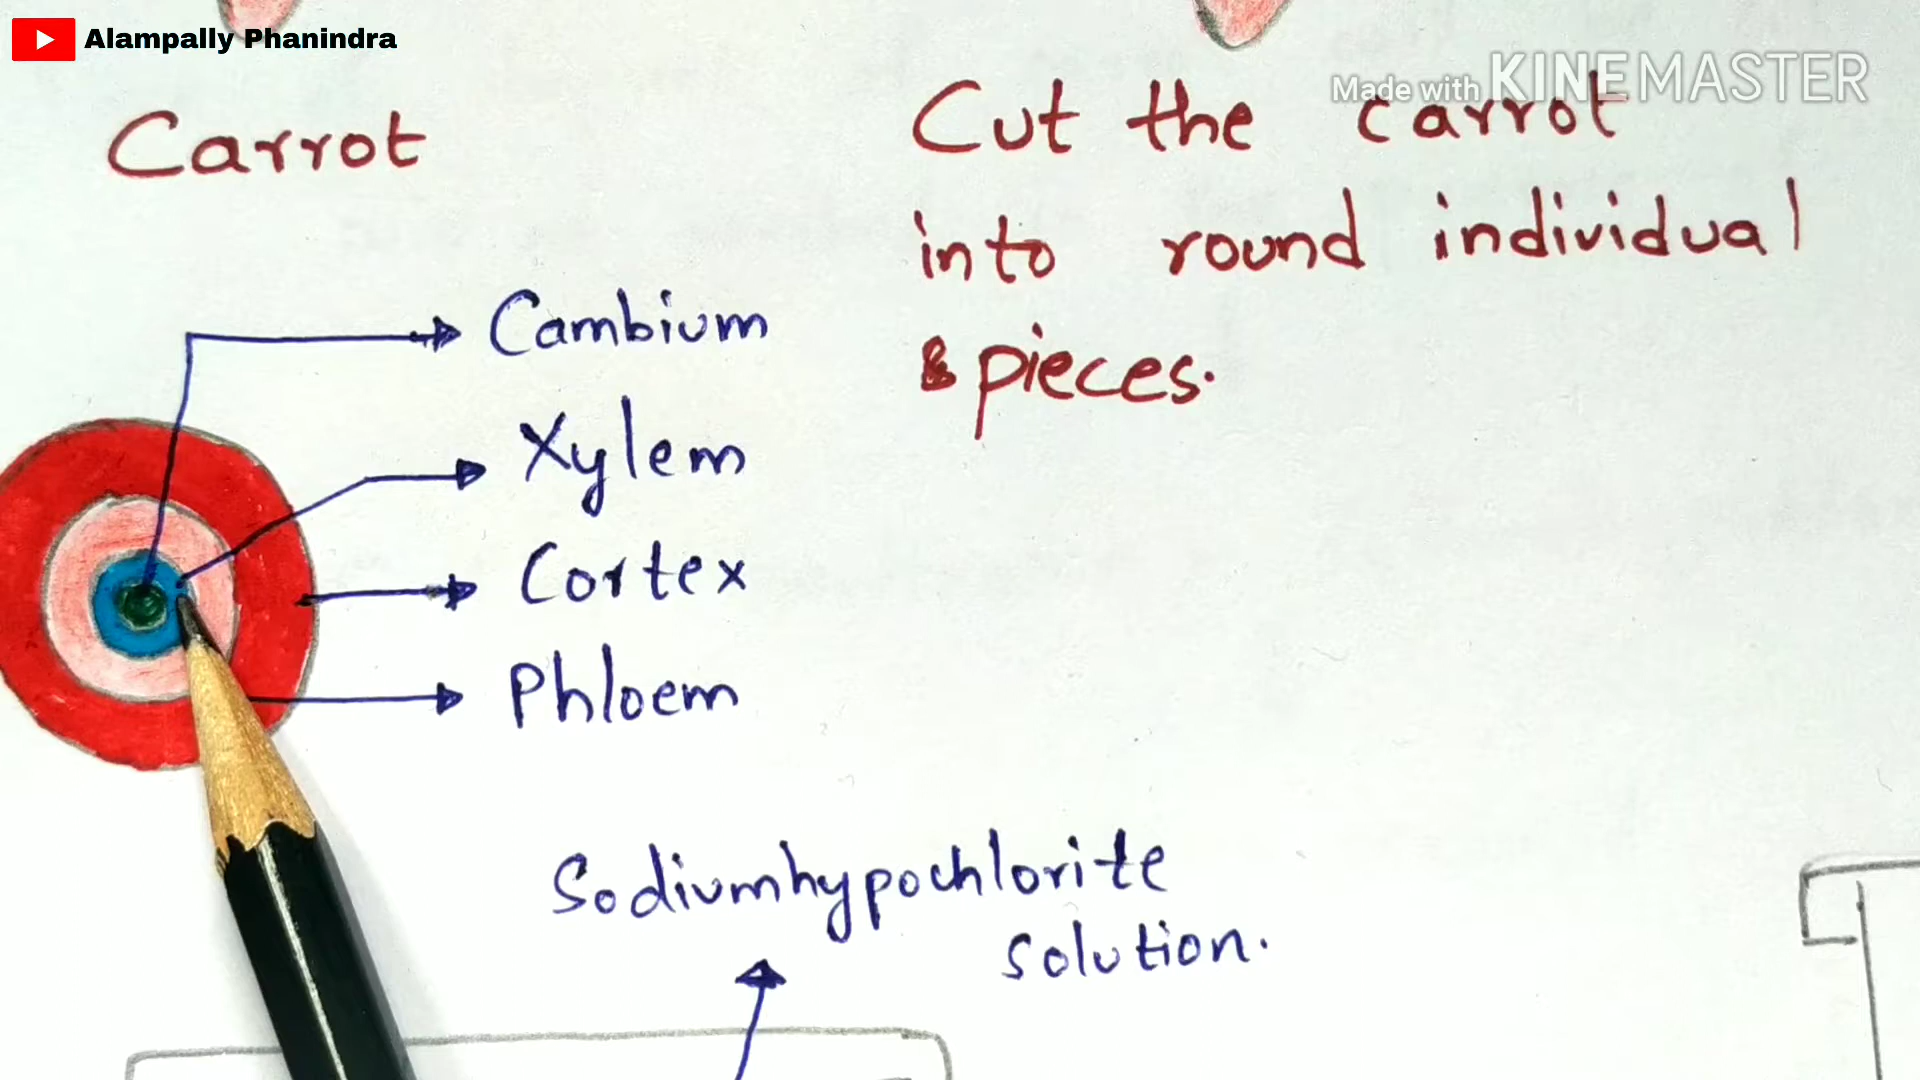 Alampally Phanindra
Made with KINEMASTER
Carrot
Cut the carrot
into round individual
pieces.
Cambium
Xylem
Cortex
Phloem
Sodiumhypochlorite
solution.